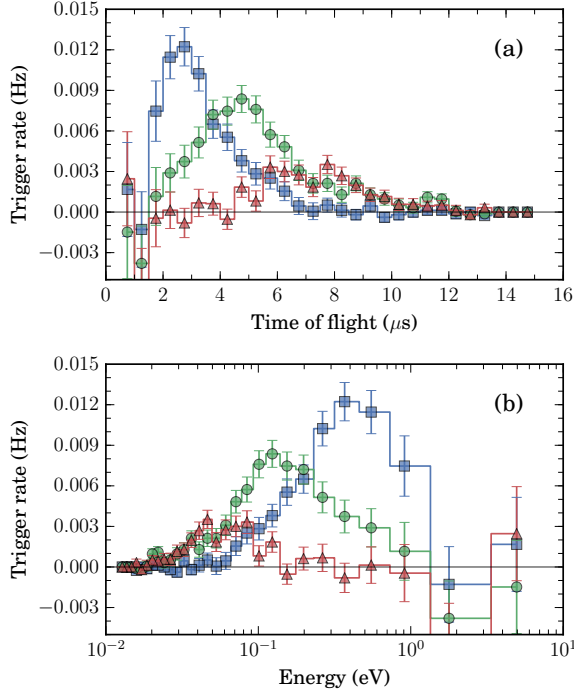 0.015
(a)
0.012
0.009
0.006
0.003
0.000
−0.003
Trigger rate (Hz)
0 2 4 6 8 10 12 14 16
Time of flight (μs)
0.015
(b)
0.012
0.009
0.006
0.003
0.000
−0.003
Trigger rate (Hz)
10⁻² 10⁻¹ 10⁰ 10¹
Energy (eV)